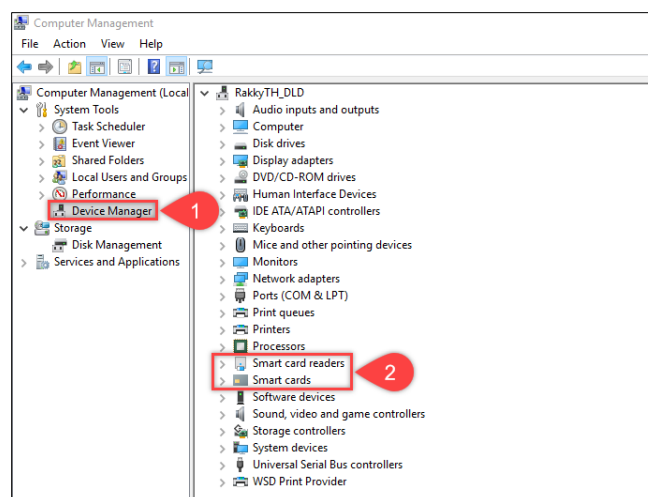 Computer Management
File Action View Help
Computer Management (Local
System Tools
Task Scheduler
Event Viewer
Shared Folders
Local Users and Groups
Performance
Device Manager
1
Storage
Disk Management
Services and Applications
RakkyTH_DLD
Audio inputs and outputs
Computer
Disk drives
Display adapters
DVD/CD-ROM drives
Human Interface Devices
IDE ATA/ATAPI controllers
Keyboards
Mice and other pointing devices
Monitors
Network adapters
Ports (COM & LPT)
Print queues
Printers
Processors
Smart card readers
Smart cards
2
Software devices
Sound, video and game controllers
Storage controllers
System devices
Universal Serial Bus controllers
WSD Print Provider